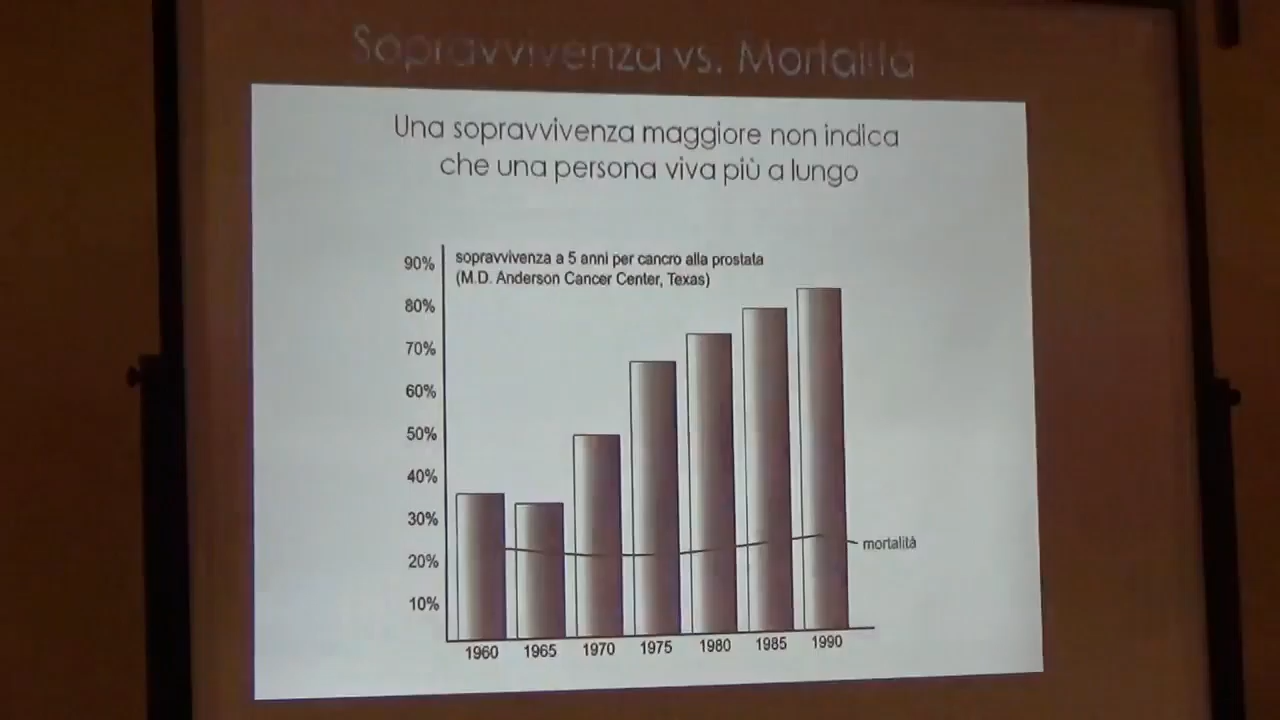 Sopravvivenza vs. Mortalità
Una sopravvivenza maggiore non indica
che una persona viva più a lungo
90%
sopravvivenza a 5 anni per cancro alla prostata
(M.D. Anderson Cancer Center, Texas)
80%
70%
60%
50%
40%
30%
20%
mortalità
10%
1960 1965 1970 1975 1980 1985 1990